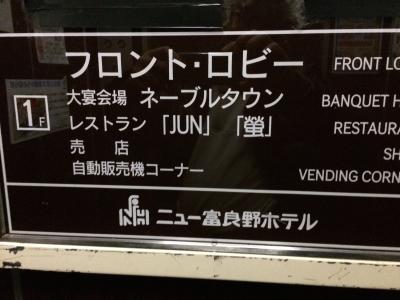 フロント・ロビー FRONT LO
1F
大宴会場 ネーブルタウン BANQUET H
レストラン 「JUN」 「螢」 RESTAURA
売 店 SH
自動販売機コーナー VENDING CORN
NFH ニュー富良野ホテル